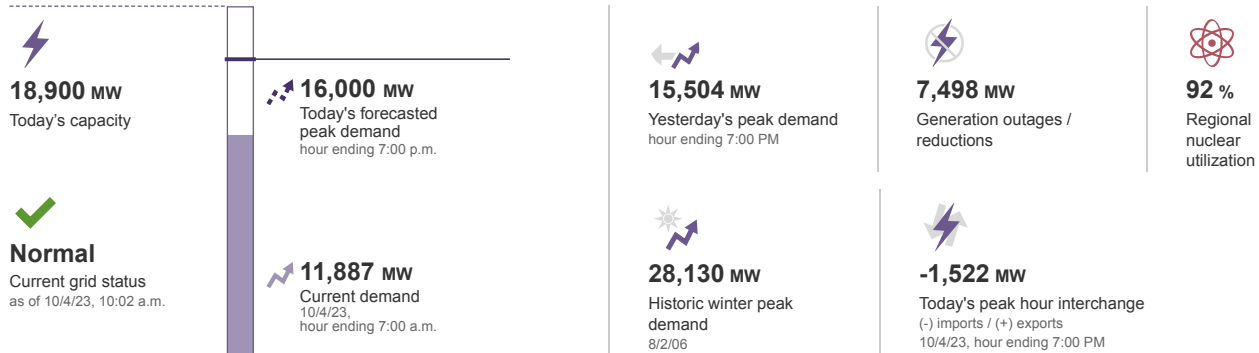 18,900 MW
Today's capacity
Normal
Current grid status
as of 10/4/23, 10:02 a.m.
16,000 MW
Today's forecasted
peak demand
hour ending 7:00 p.m.
11,887 MW
Current demand
10/4/23,
hour ending 7:00 a.m.
15,504 MW
Yesterday's peak demand
hour ending 7:00 PM
7,498 MW
Generation outages /
reductions
92 %
Regional
nuclear
utilization
28,130 MW
Historic winter peak
demand
8/2/06
-1,522 MW
Today's peak hour interchange
(-) imports / (+) exports
10/4/23, hour ending 7:00 PM